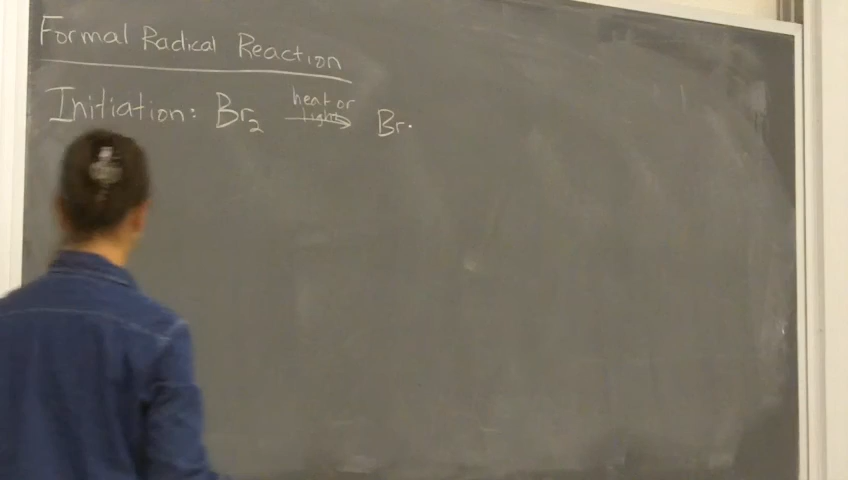 Formal Radical Reaction
Initiation: Br₂ heat or light → Br·